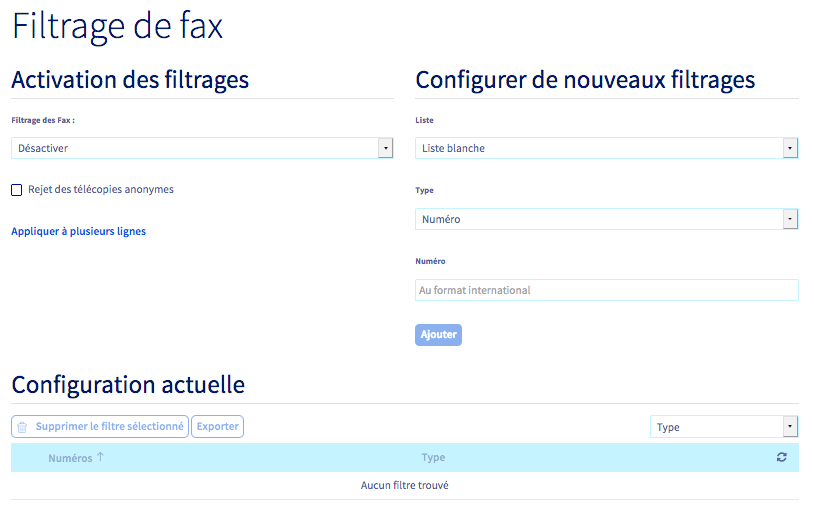 Filtrage de fax
Activation des filtrages
Filtrage des Fax :
Désactiver
Rejet des télécopies anonymes
Appliquer à plusieurs lignes
Configurer de nouveaux filtrages
Liste
Liste blanche
Type
Numéro
Numéro
Au format international
Ajouter
Configuration actuelle
Supprimer le filtre sélectionné Exporter Type
Numéros ↑ Type
Aucun filtre trouvé